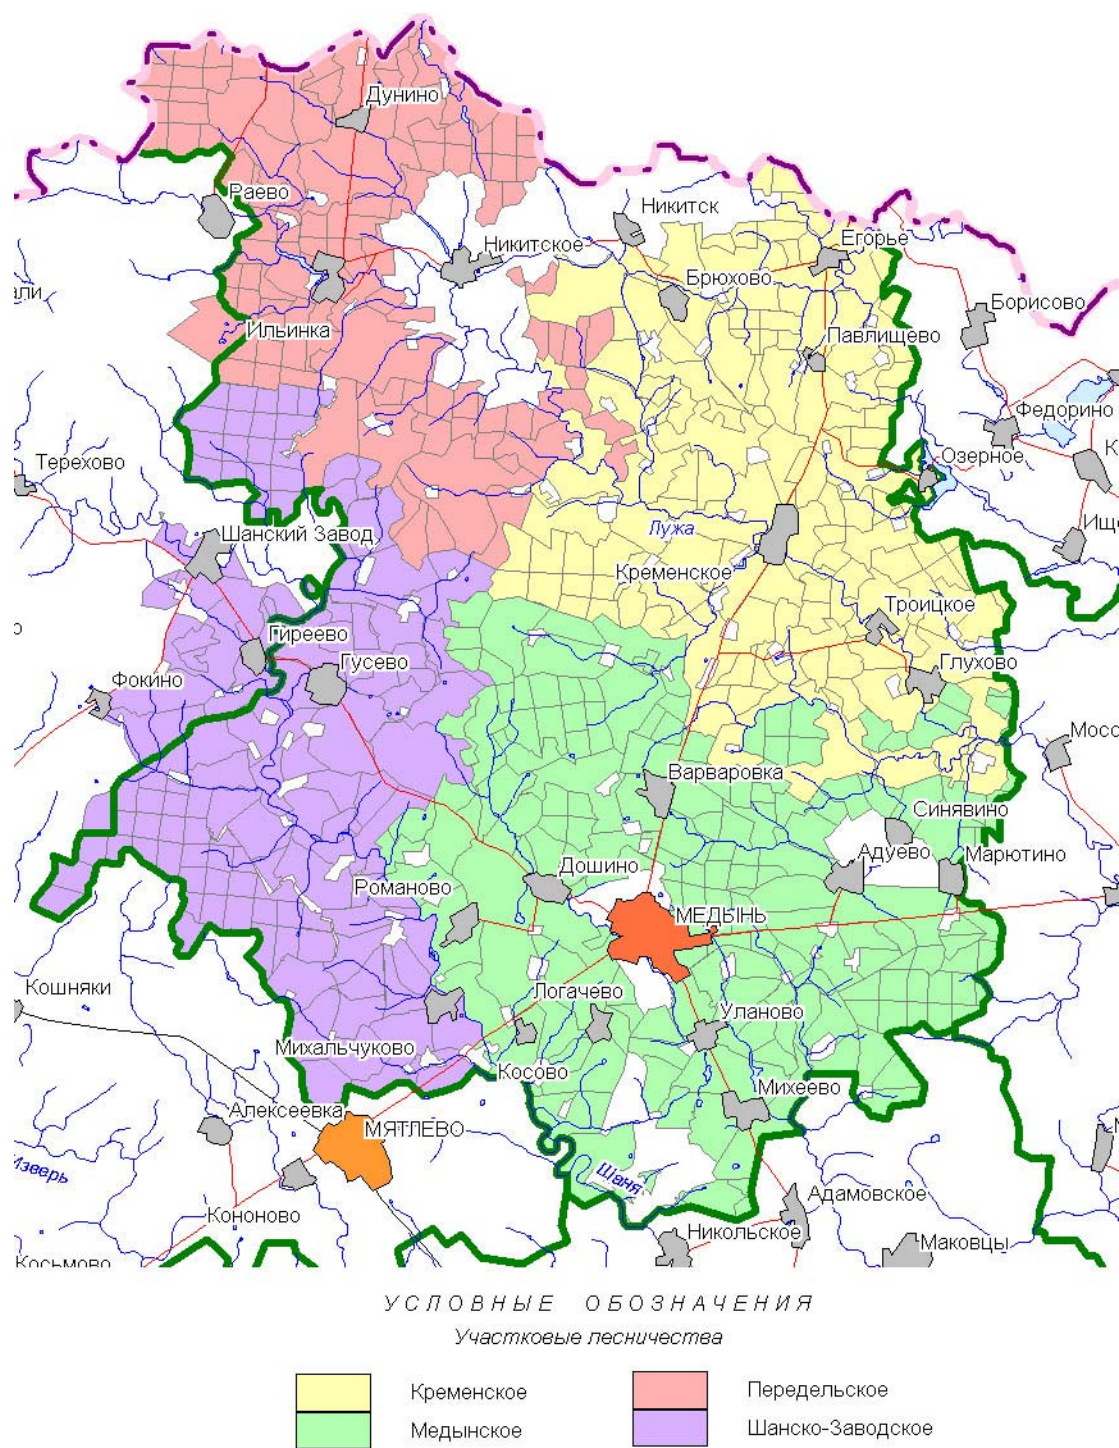 Дунино
Раево
Никитск
Никитское
Егорье
Брюхово
Борисово
Ильинка
Павлищево
Федорино
Терехово
Озерное
Шанский Завод
Лужа
Кременское
Троицкое
Гиреево
Гусево
Глухово
Фокино
Варваровка
Синявино
Дошино
Адуево
Марютино
Романово
МЕДЫНЬ
Кошняки
Логачево
Уланово
Михальчуково
Косово
Михеево
Алексеевка
МЯТЛЕВО
Изверь
Шаня
Адамовское
Кононово
Никольское
Маковцы
Косьмово
УСЛОВНЫЕ ОБОЗНАЧЕНИЯ
Участковые лесничества
Кременское
Передельское
Медынское
Шанско-Заводское